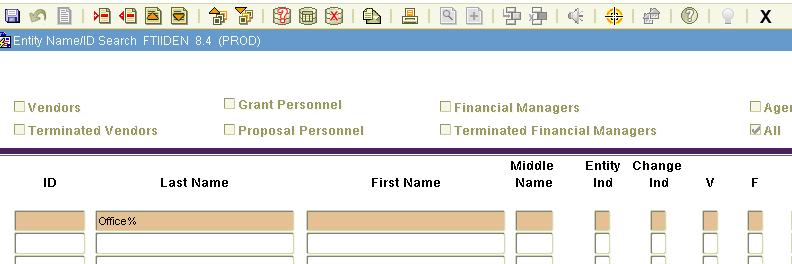 X
Entity Name/ID Search FTIIDEN 8.4 (PROD)
Vendors Grant Personnel Financial Managers Agen
Terminated Vendors Proposal Personnel Terminated Financial Managers All
ID Last Name First Name Middle Name Entity Ind Change Ind V F
Office%